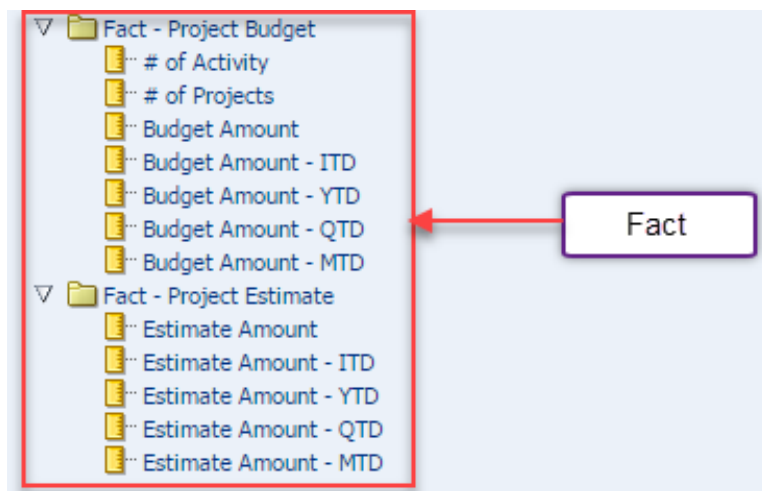 Fact - Project Budget
# of Activity
# of Projects
Budget Amount
Budget Amount - ITD
Budget Amount - YTD
Budget Amount - QTD
Budget Amount - MTD
Fact - Project Estimate
Estimate Amount
Estimate Amount - ITD
Estimate Amount - YTD
Estimate Amount - QTD
Estimate Amount - MTD
Fact